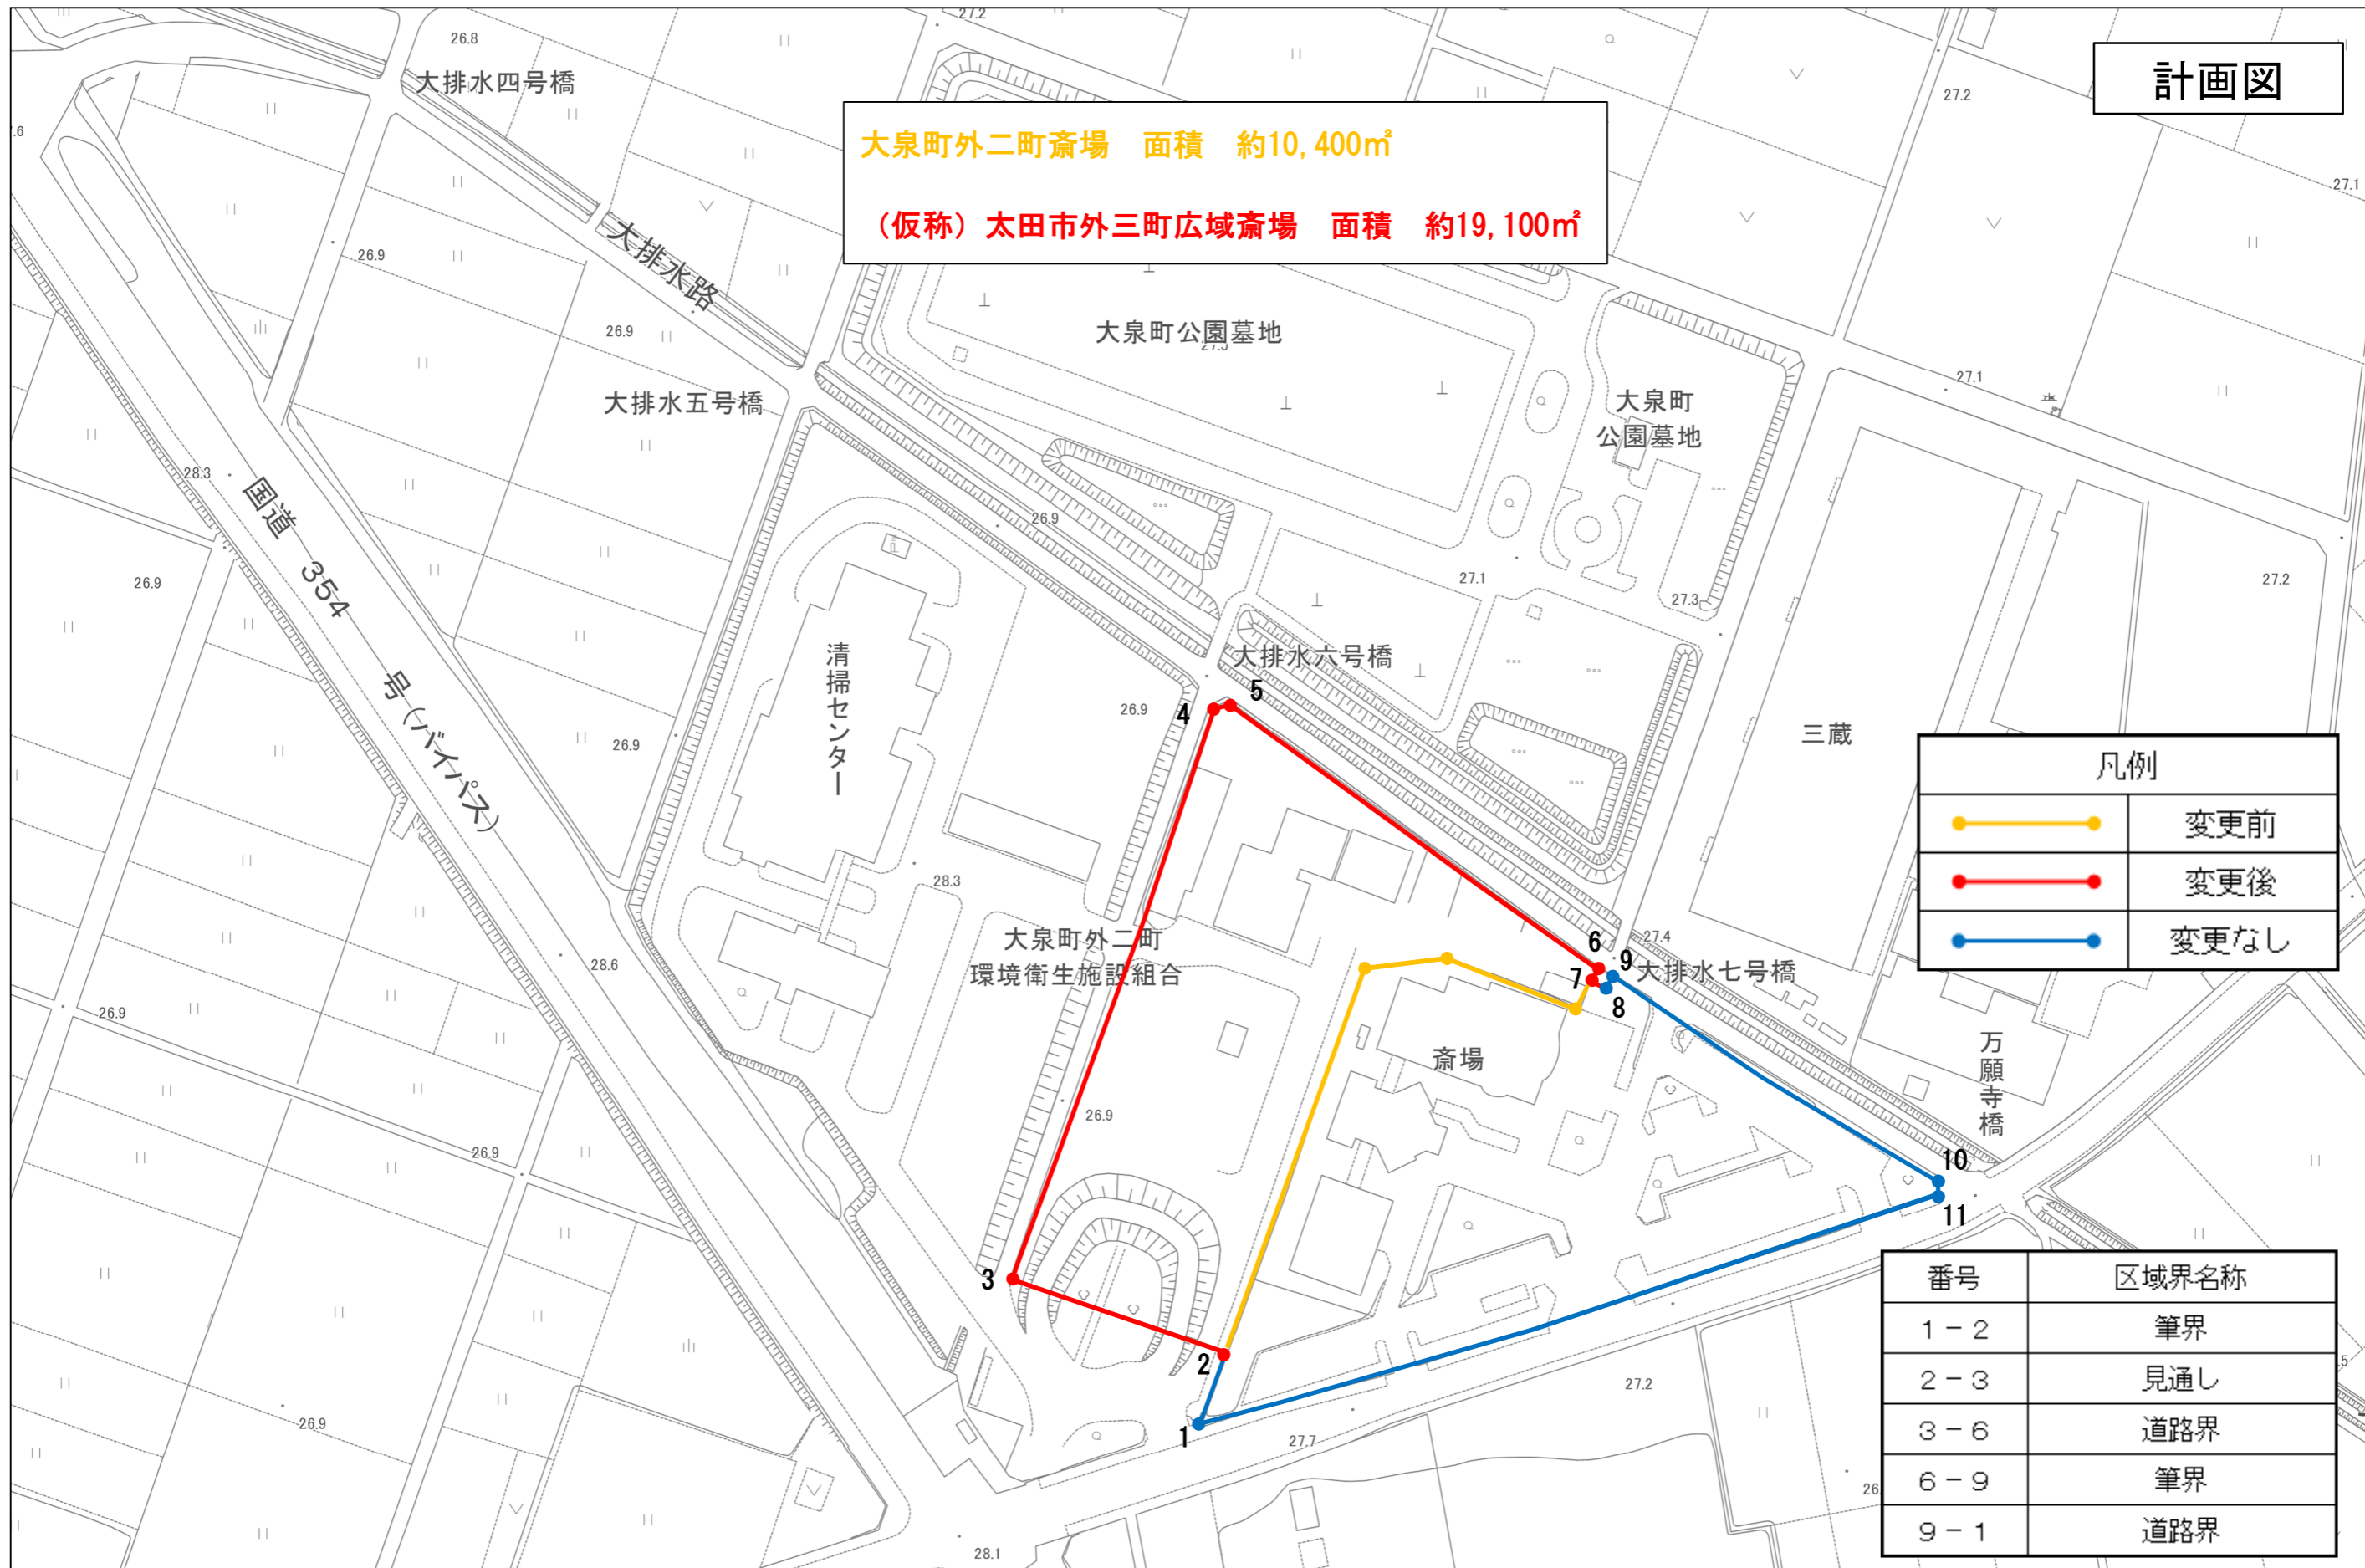 計画図
大泉町外二町斎場　面積　約10,400㎡
（仮称）太田市外三町広域斎場　面積　約19,100㎡
27.2
26.8
大排水四号橋
27.2
.6
27.1
大排水路
26.9
26.9
大泉町公園墓地
27.5
27.1
大排水五号橋
大泉町
公園墓地
28.3
国道　354　号（バイパス）
26.9
26.9
27.1
27.2
27.3
清掃センター
大排水六号橋
5
4
26.9
26.9
三蔵
凡例
変更前
変更後
変更なし
28.3
大泉町外二町
環境衛生施設組合
28.6
6
27.4
9
大排水七号橋
7
8
26.9
斎場
万願寺橋
26.9
26.9
10
11
3
2
1
27.2
27.7
26.9
28.1
26.
.5
番号　区域界名称
1－2　筆界
2－3　見通し
3－6　道路界
6－9　筆界
9－1　道路界